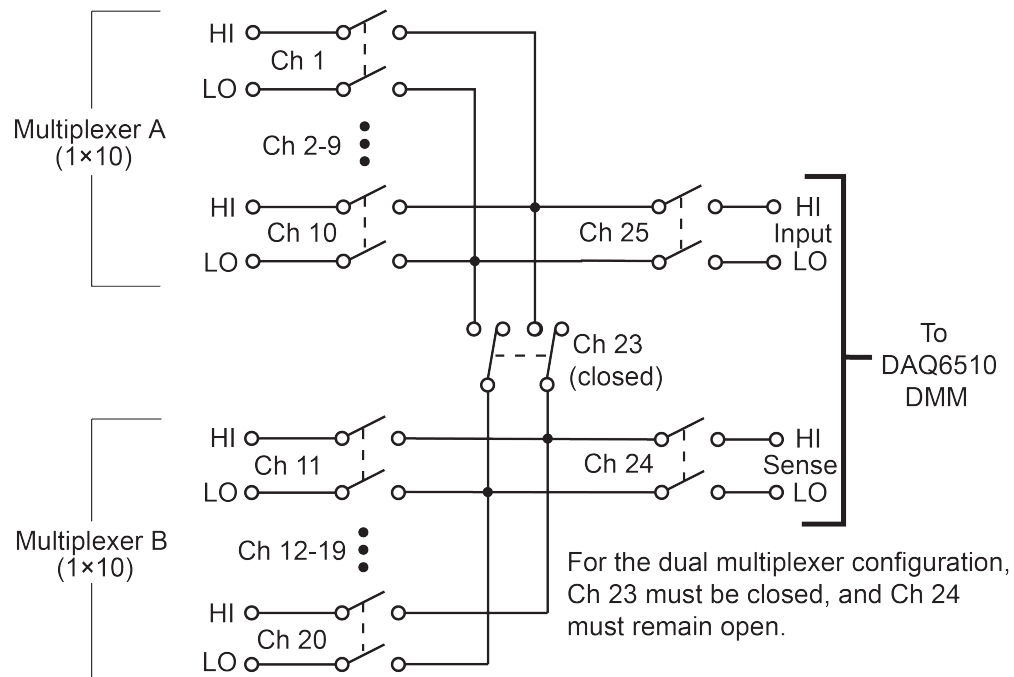 HI
Ch 1
LO
Multiplexer A
(1×10)
Ch 2-9
HI
Ch 10
LO
Ch 25
HI
Input
LO
Ch 23
(closed)
To
DAQ6510
DMM
HI
Ch 11
LO
Ch 24
HI
Sense
LO
Multiplexer B
(1×10)
Ch 12-19
HI
Ch 20
LO
For the dual multiplexer configuration,
Ch 23 must be closed, and Ch 24
must remain open.